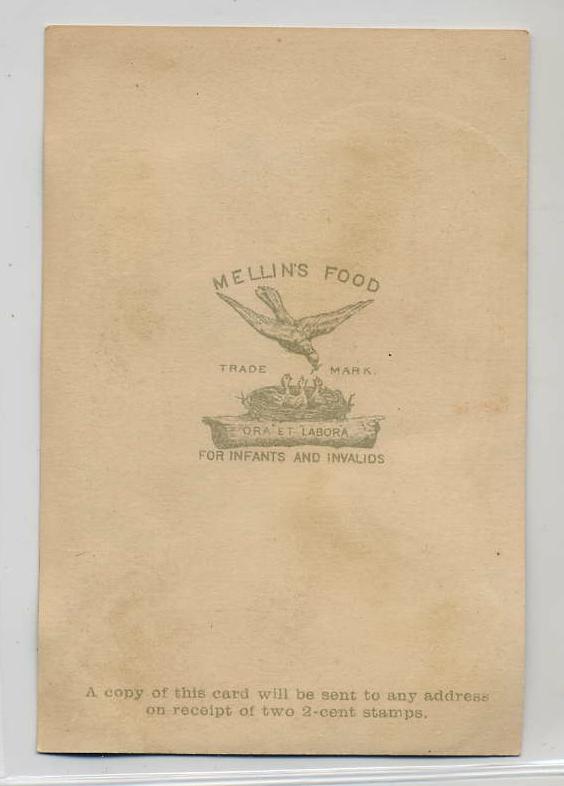 MELLIN'S FOOD
TRADE MARK.
ORA ET LABORA
FOR INFANTS AND INVALIDS
A copy of this card will be sent to any address
on receipt of two 2-cent stamps.